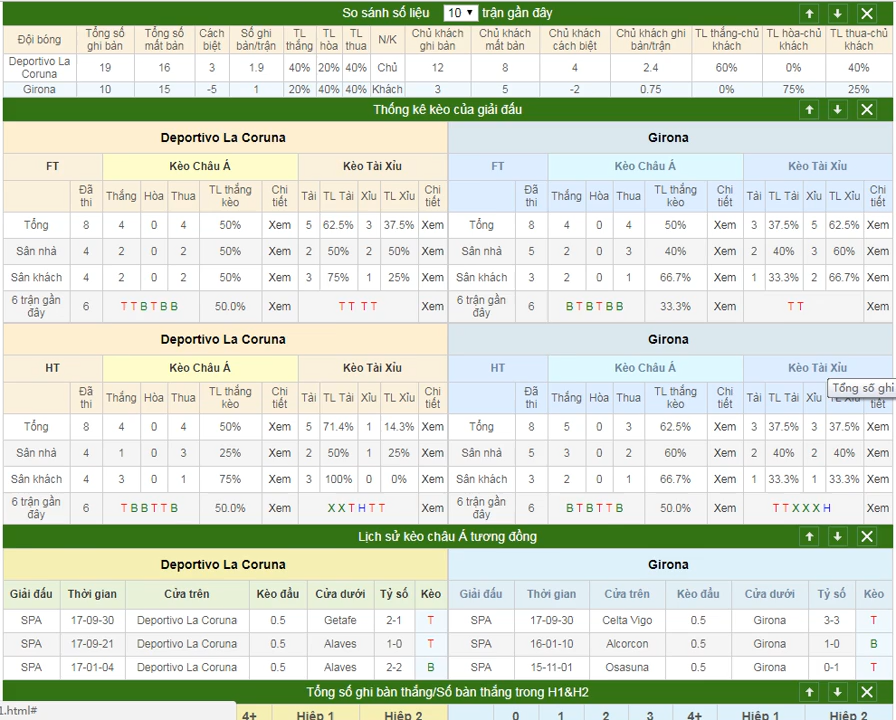 So sánh số liệu 10 trận gần đây
Đội bóng Tổng số ghi bàn Tổng số mất bàn Cách biệt Số ghi bàn/trận TL thắng TL hòa TL thua N/K Chủ khách ghi bàn Chủ khách mất bàn Chủ khách cách biệt Chủ khách ghi bàn/trận TL thắng-chủ khách TL hòa-chủ khách TL thua-chủ khách
Deportivo La Coruna 19 16 3 1.9 40% 20% 40% Chủ 12 8 4 2.4 60% 0% 40%
Girona 10 15 -5 1 20% 40% 40% Khách 3 5 -2 0.75 0% 75% 25%
Thống kê kèo của giải đấu
Deportivo La Coruna Girona
FT Kèo Châu Á Kèo Tài Xỉu FT Kèo Châu Á Kèo Tài Xỉu
Đã thi Thắng Hòa Thua TL thắng kèo Chi tiết Tài TL Tài Xỉu TL Xỉu Chi tiết Đã thi Thắng Hòa Thua TL thắng kèo Chi tiết Tài TL Tài Xỉu TL Xỉu Chi tiết
Tổng 8 4 0 4 50% Xem 5 62.5% 3 37.5% Xem Tổng 8 4 0 4 50% Xem 3 37.5% 5 62.5% Xem
Sân nhà 4 2 0 2 50% Xem 2 50% 2 50% Xem Sân nhà 5 2 0 3 40% Xem 2 40% 3 60% Xem
Sân khách 4 2 0 2 50% Xem 3 75% 1 25% Xem Sân khách 3 2 0 1 66.7% Xem 1 33.3% 2 66.7% Xem
6 trận gần đây 6 T T B T B B 50.0% Xem T T T T Xem 6 trận gần đây 6 B T B T B B 33.3% Xem T T Xem
Deportivo La Coruna Girona
HT Kèo Châu Á Kèo Tài Xỉu HT Kèo Châu Á Kèo Tài Xỉu
Đã thi Thắng Hòa Thua TL thắng kèo Chi tiết Tài TL Tài Xỉu TL Xỉu Chi tiết Đã thi Thắng Hòa Thua TL thắng kèo Chi tiết Tài TL Tài Xỉu TL Xỉu tiết
Tổng số ghi
Tổng 8 4 0 4 50% Xem 5 71.4% 1 14.3% Xem Tổng 8 5 0 3 62.5% Xem 3 37.5% 3 37.5% Xem
Sân nhà 4 1 0 3 25% Xem 2 50% 1 25% Xem Sân nhà 5 3 0 2 60% Xem 2 40% 2 40% Xem
Sân khách 4 3 0 1 75% Xem 3 100% 0 0% Xem Sân khách 3 2 0 1 66.7% Xem 1 33.3% 1 33.3% Xem
6 trận gần đây 6 T B B T T B 50.0% Xem X X T H T T Xem 6 trận gần đây 6 B T B T T B 50.0% Xem T T X X X H Xem
Lịch sử kèo châu Á tương đồng
Deportivo La Coruna Girona
Giải đấu Thời gian Cửa trên Kèo đầu Cửa dưới Tỷ số Kèo Giải đấu Thời gian Cửa trên Kèo đầu Cửa dưới Tỷ số Kèo
SPA 17-09-30 Deportivo La Coruna 0.5 Getafe 2-1 T SPA 17-09-30 Celta Vigo 0.5 Girona 3-3 T
SPA 17-09-21 Deportivo La Coruna 0.5 Alaves 1-0 T SPA 16-01-10 Alcorcon 0.5 Girona 1-0 B
SPA 17-01-04 Deportivo La Coruna 0.5 Alaves 2-2 B SPA 15-11-01 Osasuna 0.5 Girona 0-1 T
Tổng số ghi bàn thắng/Số bàn thắng trong H1&H2
1.html# 4+ Hiệp 1 Hiệp 2 0 1 2 3 4+ Hiệp 1 Hiệp 2